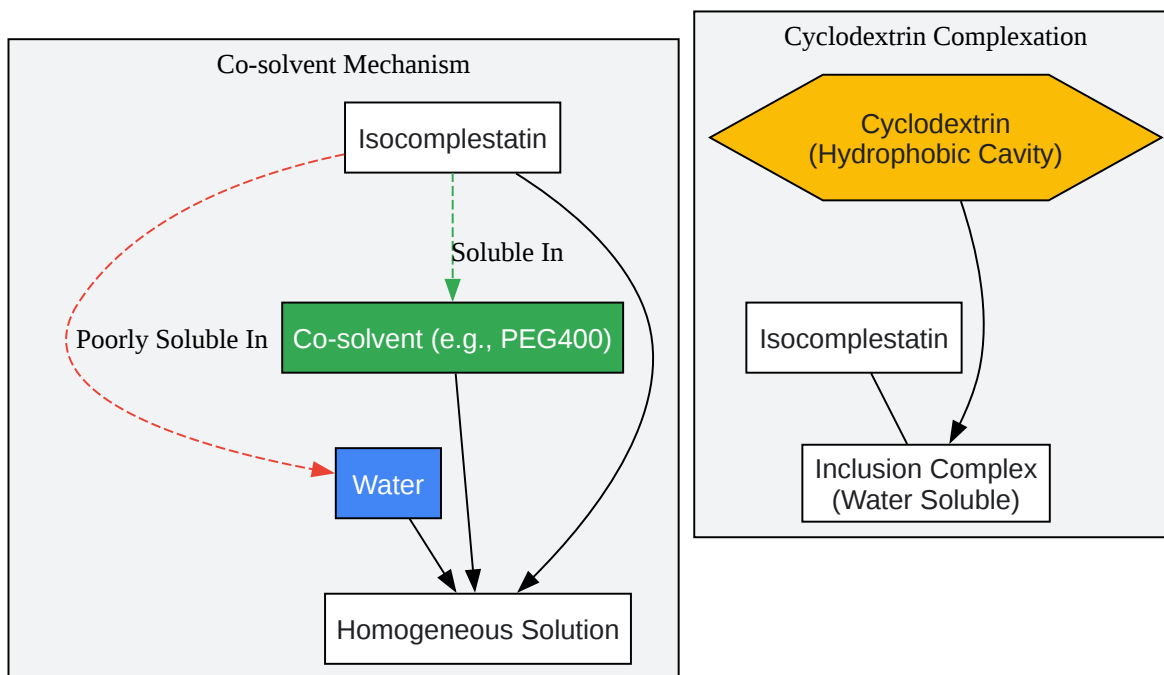 Co-solvent Mechanism
Isocomplestatin
Soluble In
Poorly Soluble In
Co-solvent (e.g., PEG400)
Water
Homogeneous Solution
Cyclodextrin Complexation
Cyclodextrin
(Hydrophobic Cavity)
Isocomplestatin
Inclusion Complex
(Water Soluble)